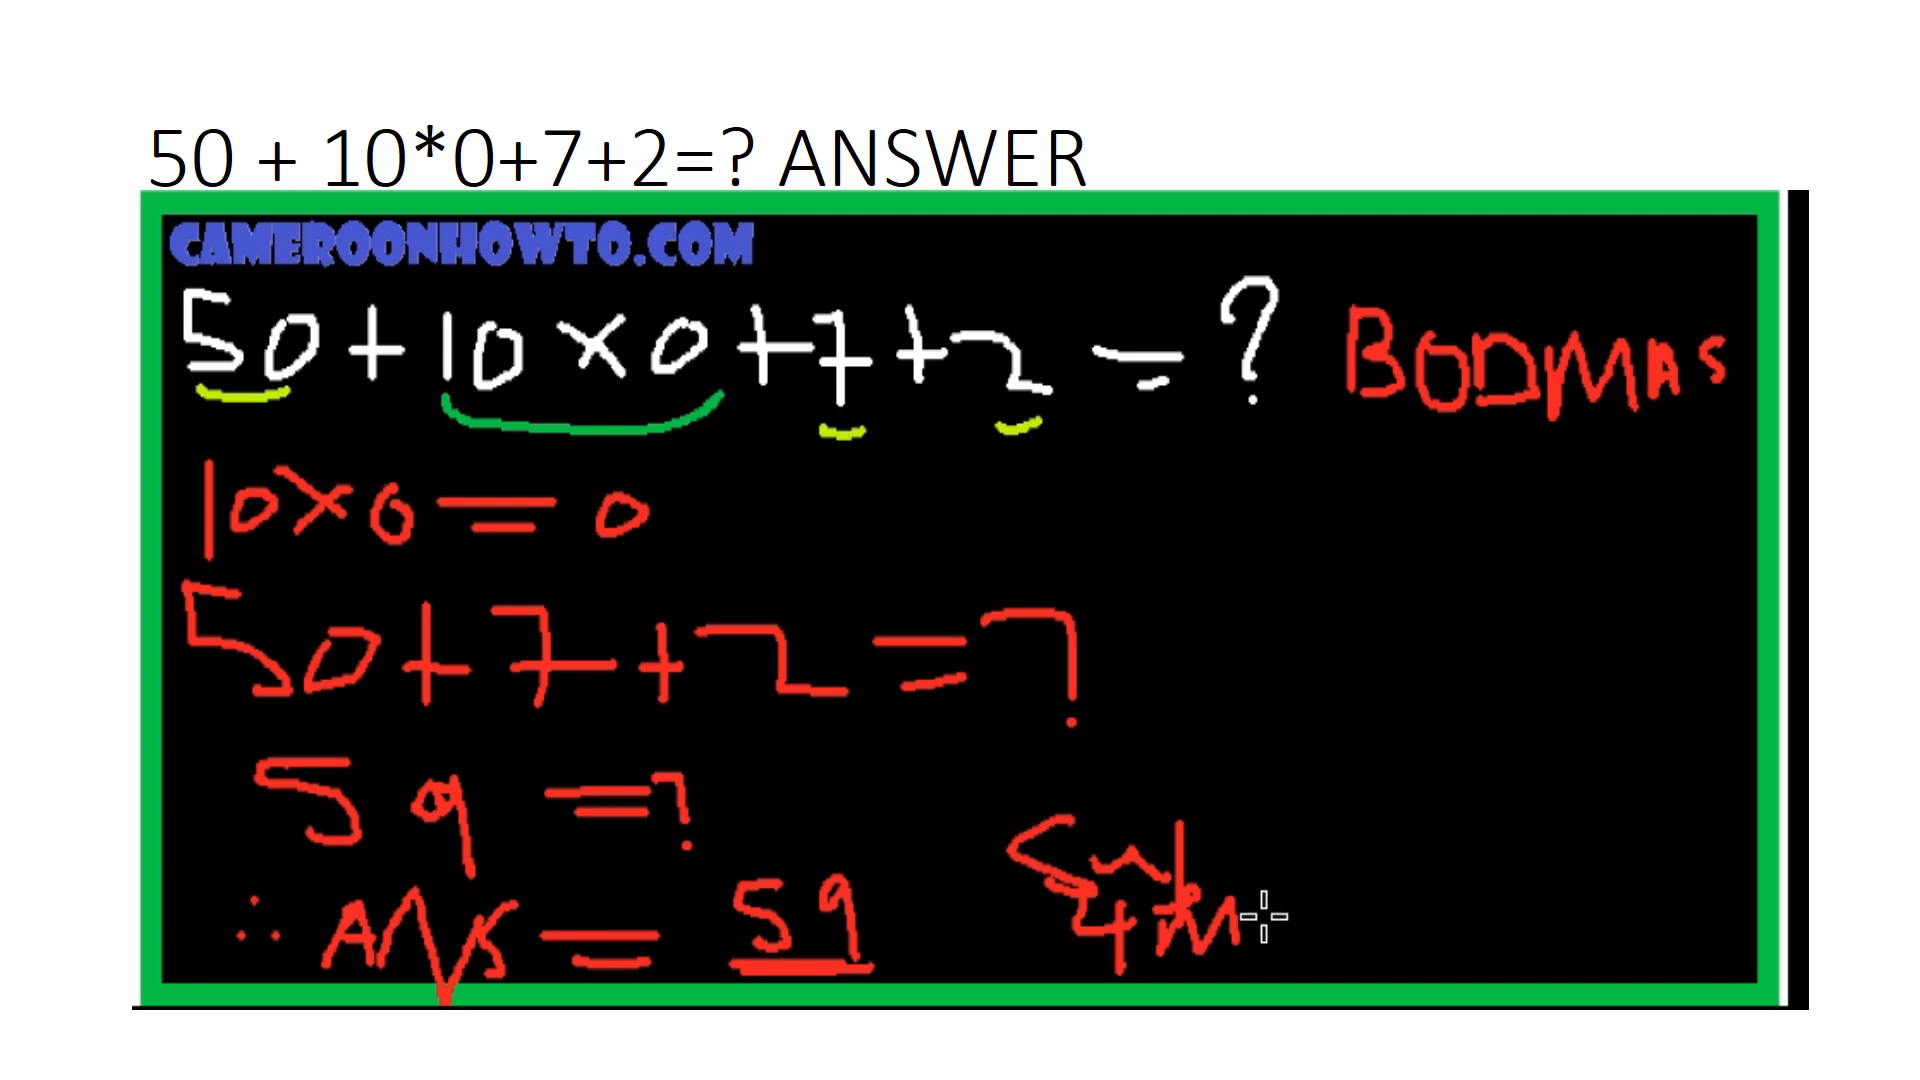 50 + 10*0+7+2=? ANSWER
CAMEROONHOWTO.COM
50+10×0+7+2=? BODMAS
10×0=0
50+7+2=?
59=?
∴ ANS=59